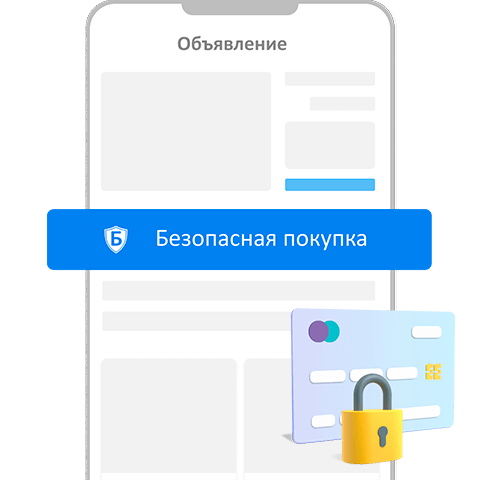 Объявление
Б Безопасная покупка